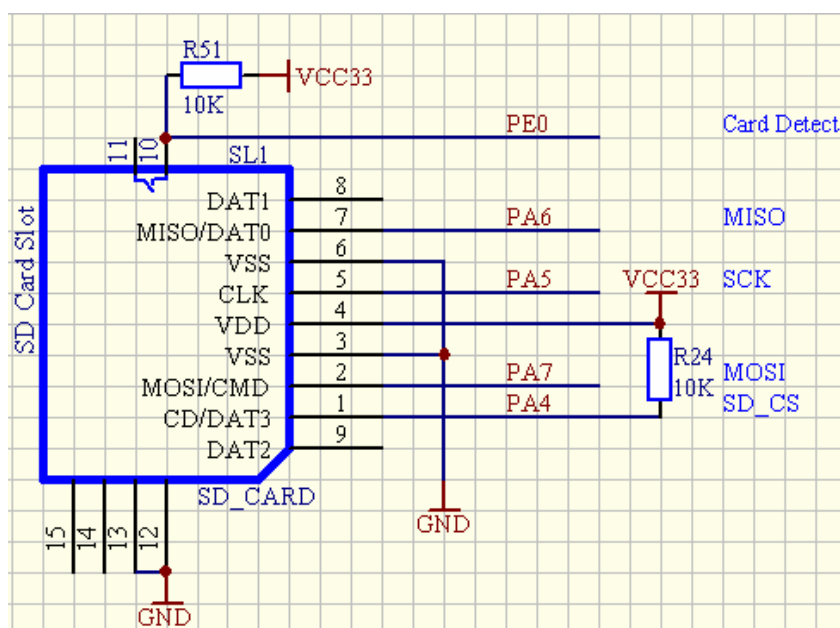 R51
VCC33
10K
11
10
PE0
Card Detect
SL1
DAT1
8
MISO/DAT0
7
PA6
MISO
VSS
6
CLK
5
PA5
VCC33
SCK
VDD
4
VSS
3
R24
MOSI/CMD
2
PA7
10K
MOSI
CD/DAT3
1
PA4
SD_CS
DAT2
9
SD Card Slot
SD_CARD
GND
15
14
13
12
GND